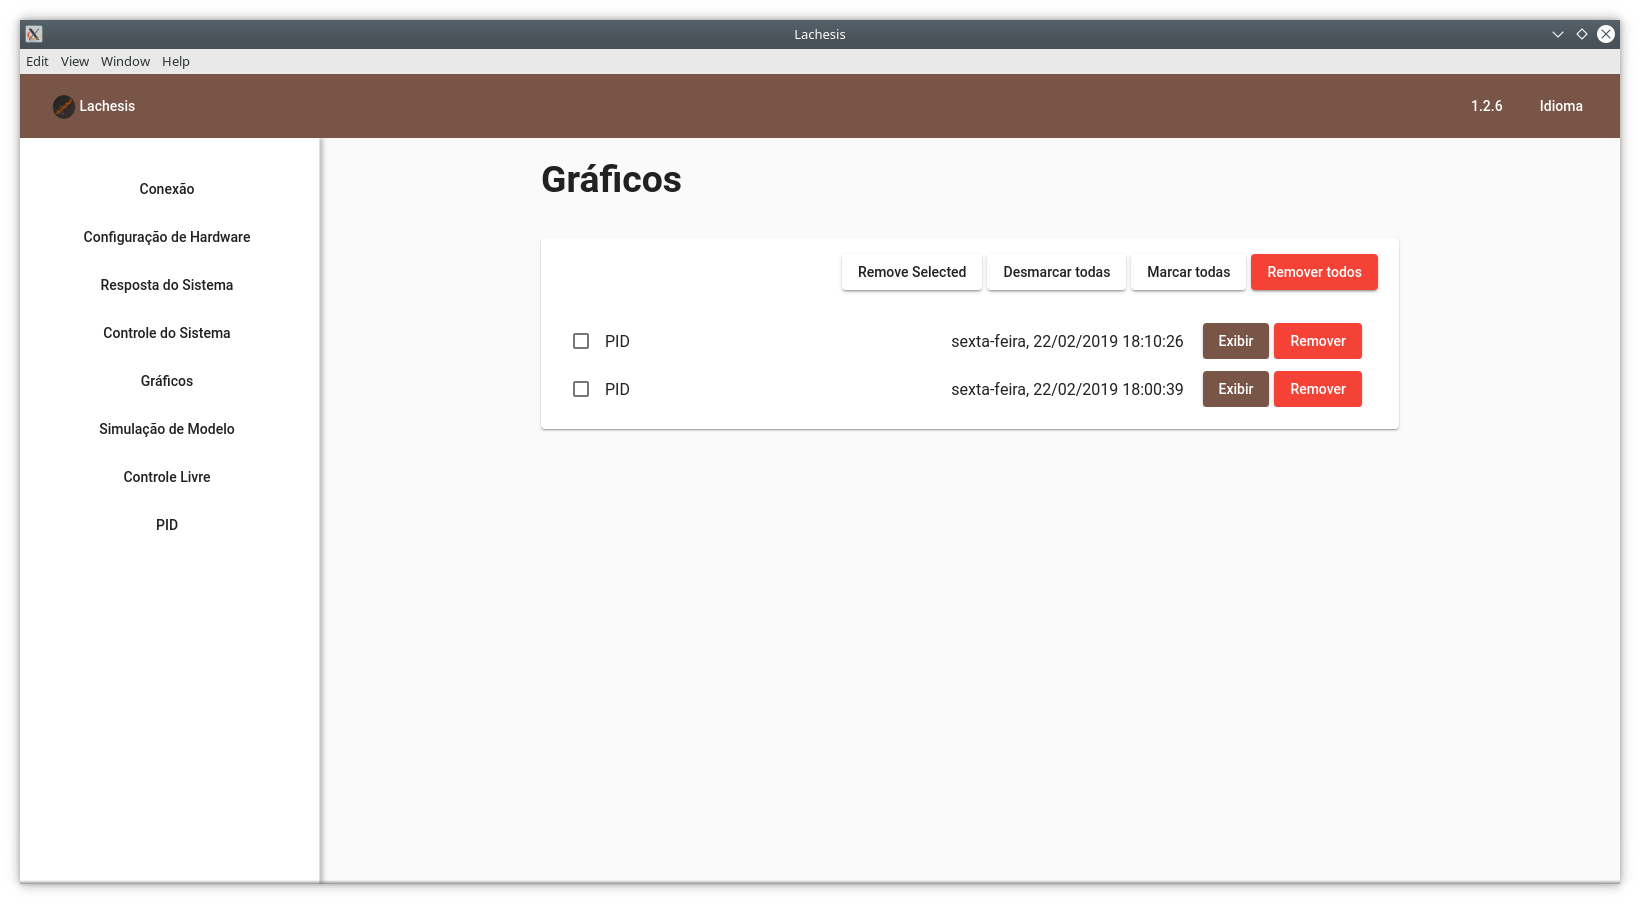 Lachesis
Edit View Window Help
Lachesis 1.2.6 Idioma
Conexão
Configuração de Hardware
Resposta do Sistema
Controle do Sistema
Gráficos
Simulação de Modelo
Controle Livre
PID
Gráficos
Remove Selected Desmarcar todas Marcar todas Remover todos
PID sexta-feira, 22/02/2019 18:10:26 Exibir Remover
PID sexta-feira, 22/02/2019 18:00:39 Exibir Remover